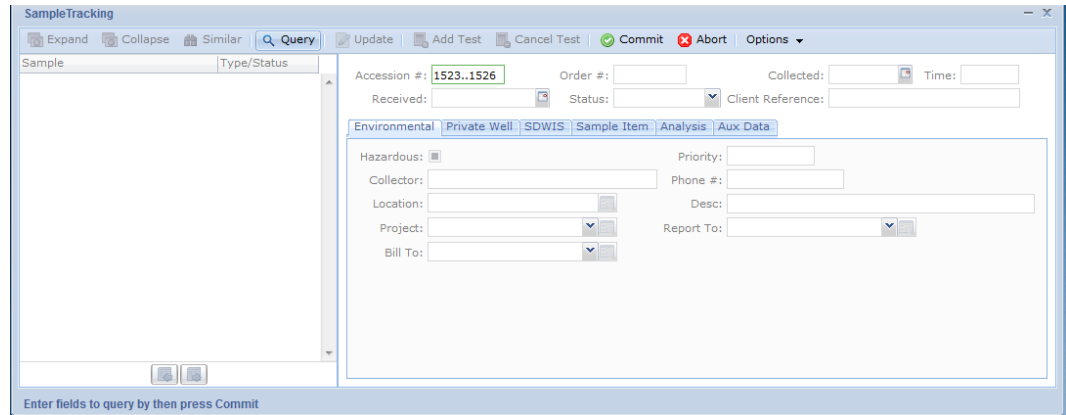 SampleTracking
Expand Collapse Similar Query Update Add Test Cancel Test Commit Abort Options
Sample Type/Status
Accession #: 1523..1526 Order #: Collected: Time:
Received: Status: Client Reference:
Environmental Private Well SDWIS Sample Item Analysis Aux Data
Hazardous: Priority:
Collector: Phone #:
Location: Desc:
Project: Report To:
Bill To:
Enter fields to query by then press Commit